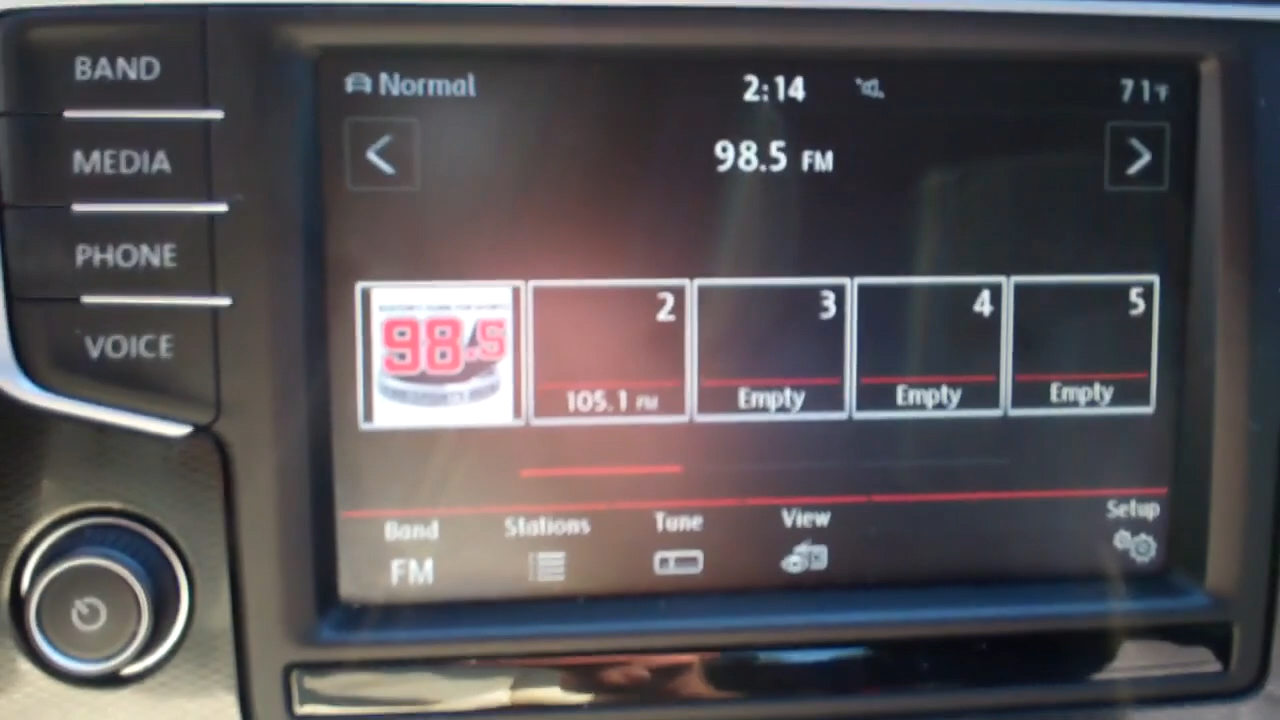 BAND
MEDIA
PHONE
VOICE
Normal
2:14
71°F
98.5 FM
98.5
2
105.1 FM
3
Empty
4
Empty
5
Empty
Band
FM
Stations
Tune
View
Setup